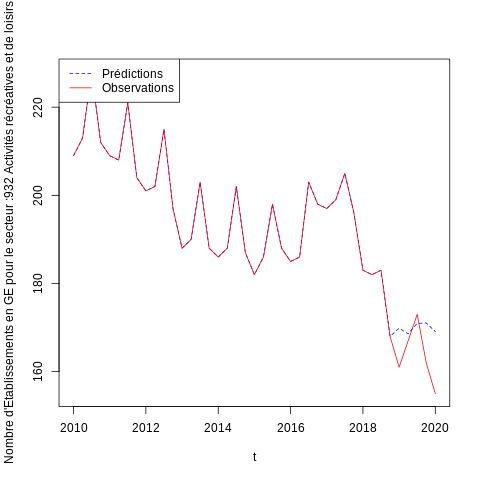 Nombre d'Etablissements en GE pour le secteur :932 Activités récréatives et de loisirs
Prédictions
Observations
220
200
180
160
2010
2012
2014
2016
2018
2020
t